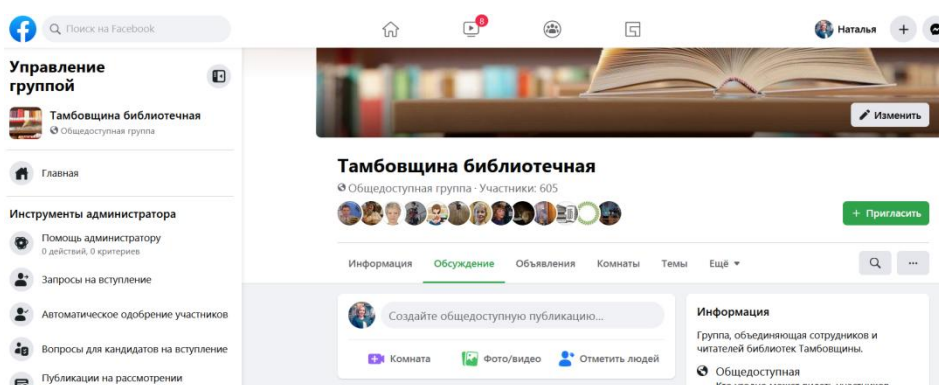 Поиск на Facebook
8
Наталья
Управление
группой
Тамбовщина библиотечная
Общедоступная группа
Изменить
Главная
Тамбовщина библиотечная
Общедоступная группа · Участники: 605
Инструменты администратора
+ Пригласить
Помощь администратору
0 действий, 0 критериев
Информация Обсуждение Объявления Комнаты Темы Ещё
Запросы на вступление
Автоматическое одобрение участников
Создайте общедоступную публикацию...
Информация
Группа, объединяющая сотрудников и
читателей библиотек Тамбовщины.
Вопросы для кандидатов на вступление
Комната Фото/видео Отметить людей
Общедоступная
Публикации на рассмотрении